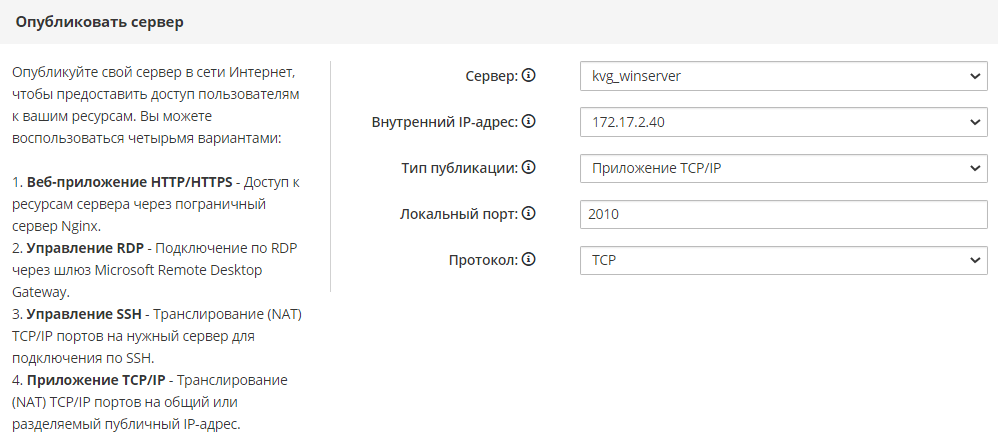 Опубликовать сервер
Опубликуйте свой сервер в сети Интернет,
чтобы предоставить доступ пользователям
к вашим ресурсам. Вы можете
воспользоваться четырьмя вариантами:
1. Веб-приложение HTTP/HTTPS - Доступ к
ресурсам сервера через пограничный
сервер Nginx.
2. Управление RDP - Подключение по RDP
через шлюз Microsoft Remote Desktop
Gateway.
3. Управление SSH - Транслирование (NAT)
TCP/IP портов на нужный сервер для
подключения по SSH.
4. Приложение TCP/IP - Транслирование
(NAT) TCP/IP портов на общий или
разделяемый публичный IP-адрес.
Сервер: kvg_winserver
Внутренний IP-адрес: 172.17.2.40
Тип публикации: Приложение TCP/IP
Локальный порт: 2010
Протокол: TCP